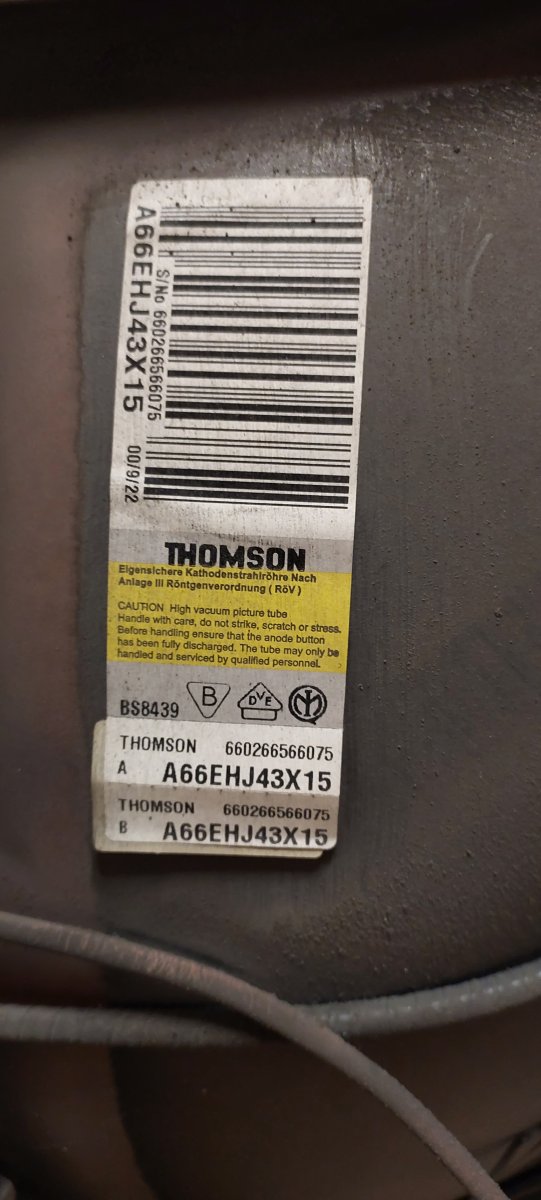 A66EHJ43X15
S/No 660266566075
00/9/22
THOMSON
Eigensichere Kathodenstrahlröhre Nach
Anlage III Röntgenverordnung ( RöV )
CAUTION High vacuum picture tube
Handle with care, do not strike, scratch or stress.
Before handling ensure that the anode button
has been fully discharged. The tube may only be
handled and serviced by qualified personnel.
BS8439 B DVE
THOMSON 660266566075
A A66EHJ43X15
THOMSON 660266566075
B A66EHJ43X15